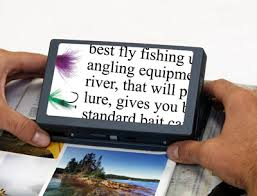 best fly fishing
angling equipme
river, that will p
lure, gives you b
standard bait ca